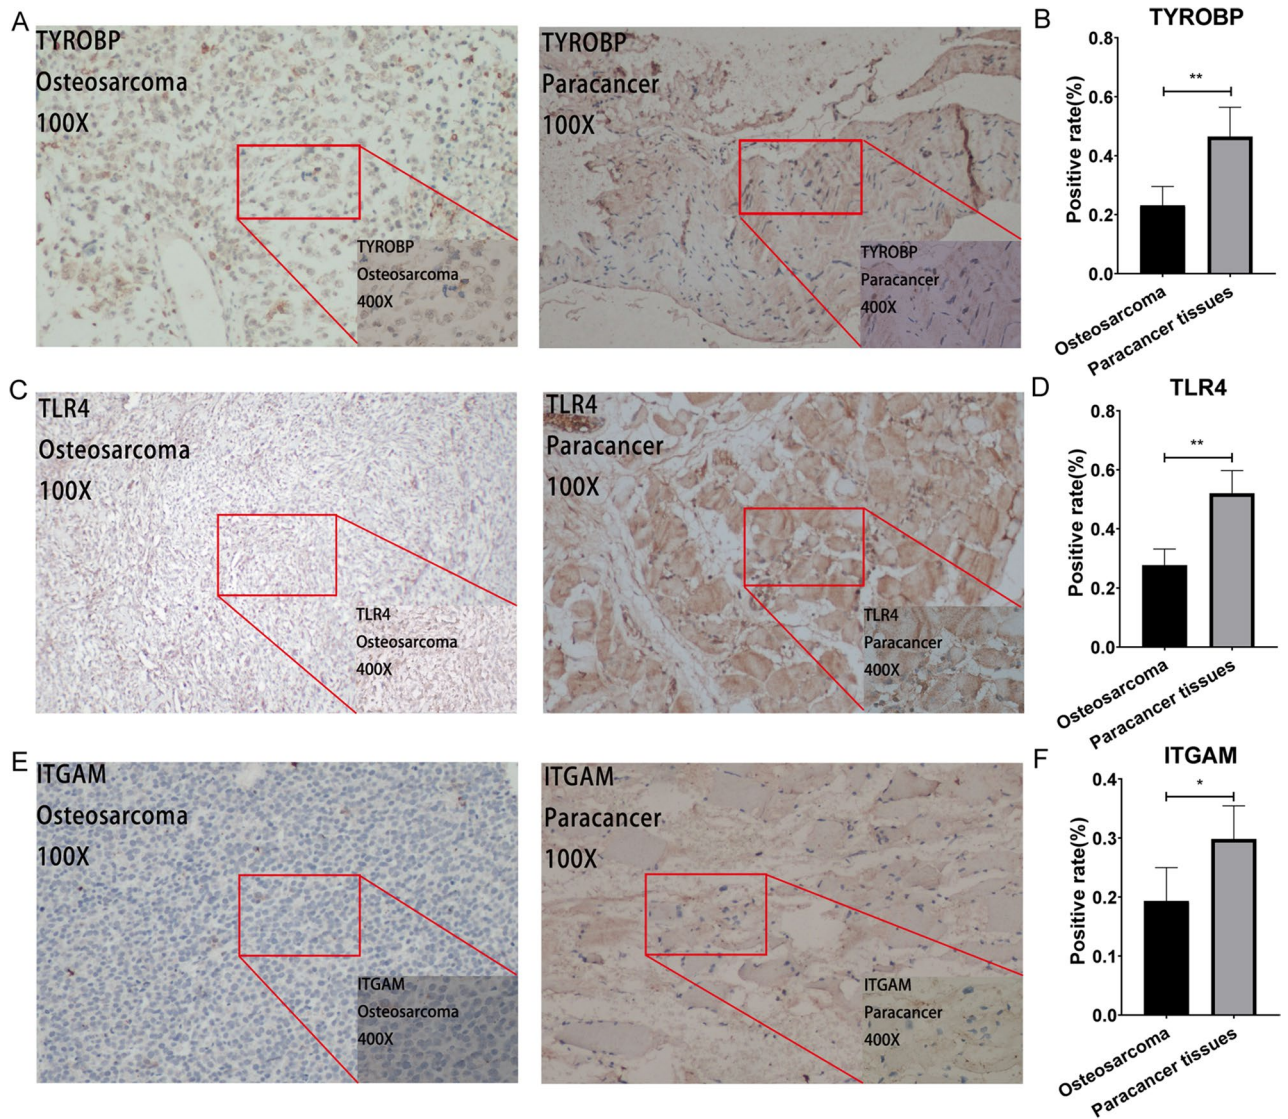 A
TYROBP
Osteosarcoma
100X
TYROBP
Osteosarcoma
400X
TYROBP
Paracancer
100X
TYROBP
Paracancer
400X
B
TYROBP
Positive rate(%)
0.8
0.6
0.4
0.2
0.0
**
Osteosarcoma
Paracancer tissues
C
TLR4
Osteosarcoma
100X
TLR4
Osteosarcoma
400X
TLR4
Paracancer
100X
TLR4
Paracancer
400X
D
TLR4
Positive rate(%)
0.8
0.6
0.4
0.2
0.0
**
Osteosarcoma
Paracancer tissues
E
ITGAM
Osteosarcoma
100X
ITGAM
Osteosarcoma
400X
ITGAM
Paracancer
100X
ITGAM
Paracancer
400X
F
ITGAM
Positive rate(%)
0.4
0.3
0.2
0.1
0.0
*
Osteosarcoma
Paracancer tissues